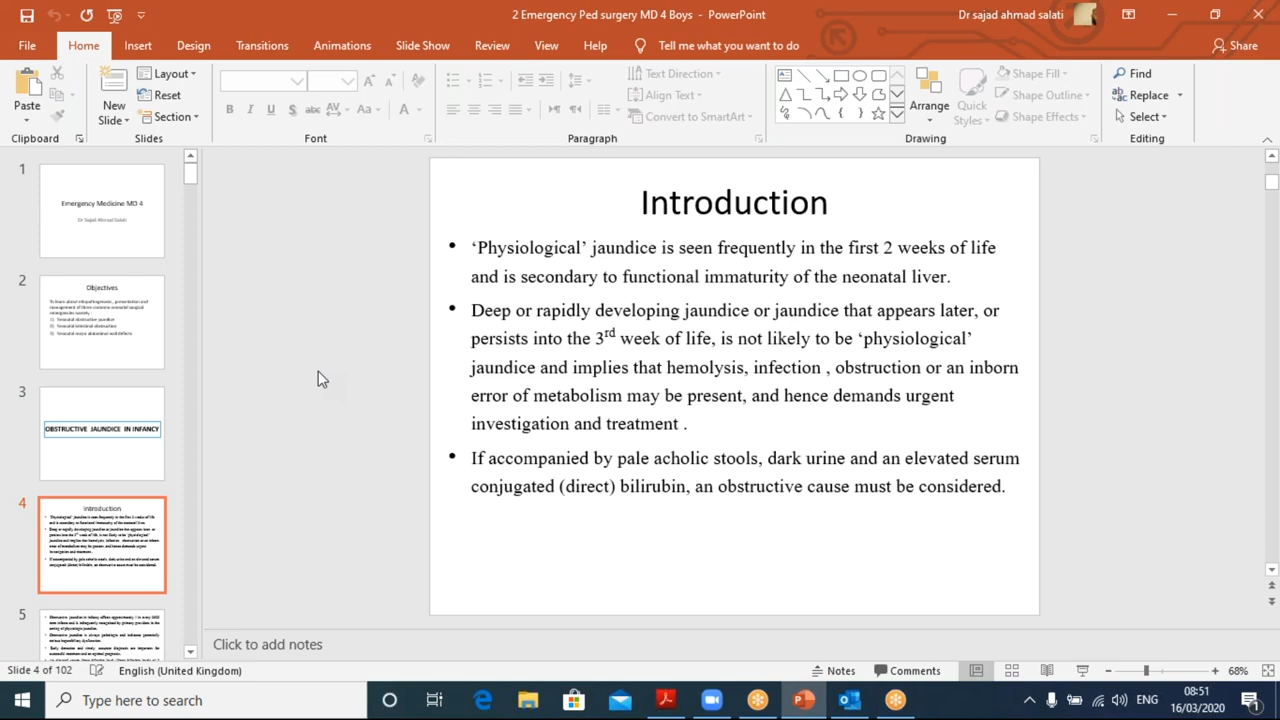 2 Emergency Ped surgery MD 4 Boys - PowerPoint
Dr sajad ahmad salati
File Home Insert Design Transitions Animations Slide Show Review View Help Tell me what you want to do Share
Paste
Clipboard
New Slide
Layout
Reset
Section
Slides
B I U S abc AV Aa A
Font
Text Direction
Align Text
Convert to SmartArt
Paragraph
Arrange
Quick Styles
Shape Fill
Shape Outline
Shape Effects
Drawing
Find
Replace
Select
Editing
1
Emergency Medicine MD 4
Dr Sajad Ahmad Salati
2
Objectives
3
OBSTRUCTIVE JAUNDICE IN INFANCY
4
Introduction
5
Introduction
• ‘Physiological’ jaundice is seen frequently in the first 2 weeks of life
and is secondary to functional immaturity of the neonatal liver.
• Deep or rapidly developing jaundice or jaundice that appears later, or
persists into the 3rd week of life, is not likely to be ‘physiological’
jaundice and implies that hemolysis, infection , obstruction or an inborn
error of metabolism may be present, and hence demands urgent
investigation and treatment .
• If accompanied by pale acholic stools, dark urine and an elevated serum
conjugated (direct) bilirubin, an obstructive cause must be considered.
Click to add notes
Slide 4 of 102 English (United Kingdom) Notes Comments 68%
Type here to search
ENG
08:51
16/03/2020